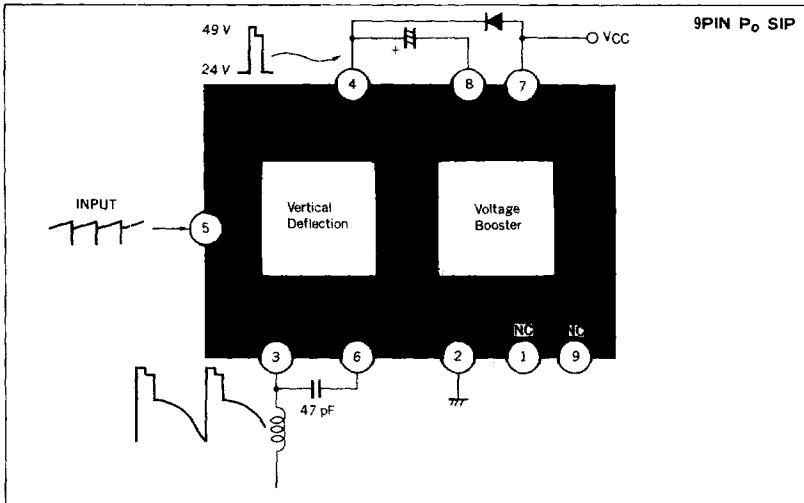 9PIN Po SIP
49 V
24 V
+
VCC
4
8
7
INPUT
5
Vertical
Deflection
Voltage
Booster
NC
NC
3
6
2
1
9
47 pF